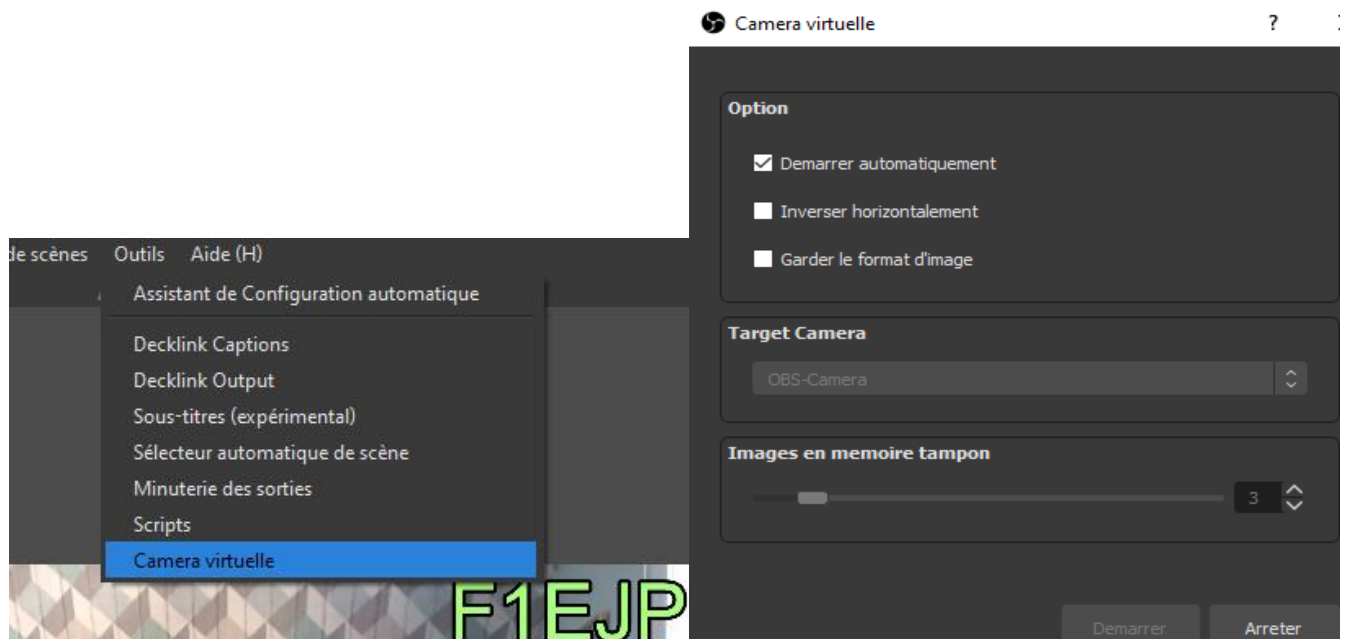 de scènes Outils Aide (H)
Assistant de Configuration automatique
Decklink Captions
Decklink Output
Sous-titres (expérimental)
Sélecteur automatique de scène
Minuterie des sorties
Scripts
Camera virtuelle
F1EJP
Camera virtuelle ?
Option
Demarrer automatiquement
Inverser horizontalement
Garder le format d'image
Target Camera
OBS-Camera
Images en memoire tampon
3
Demarrer Arreter